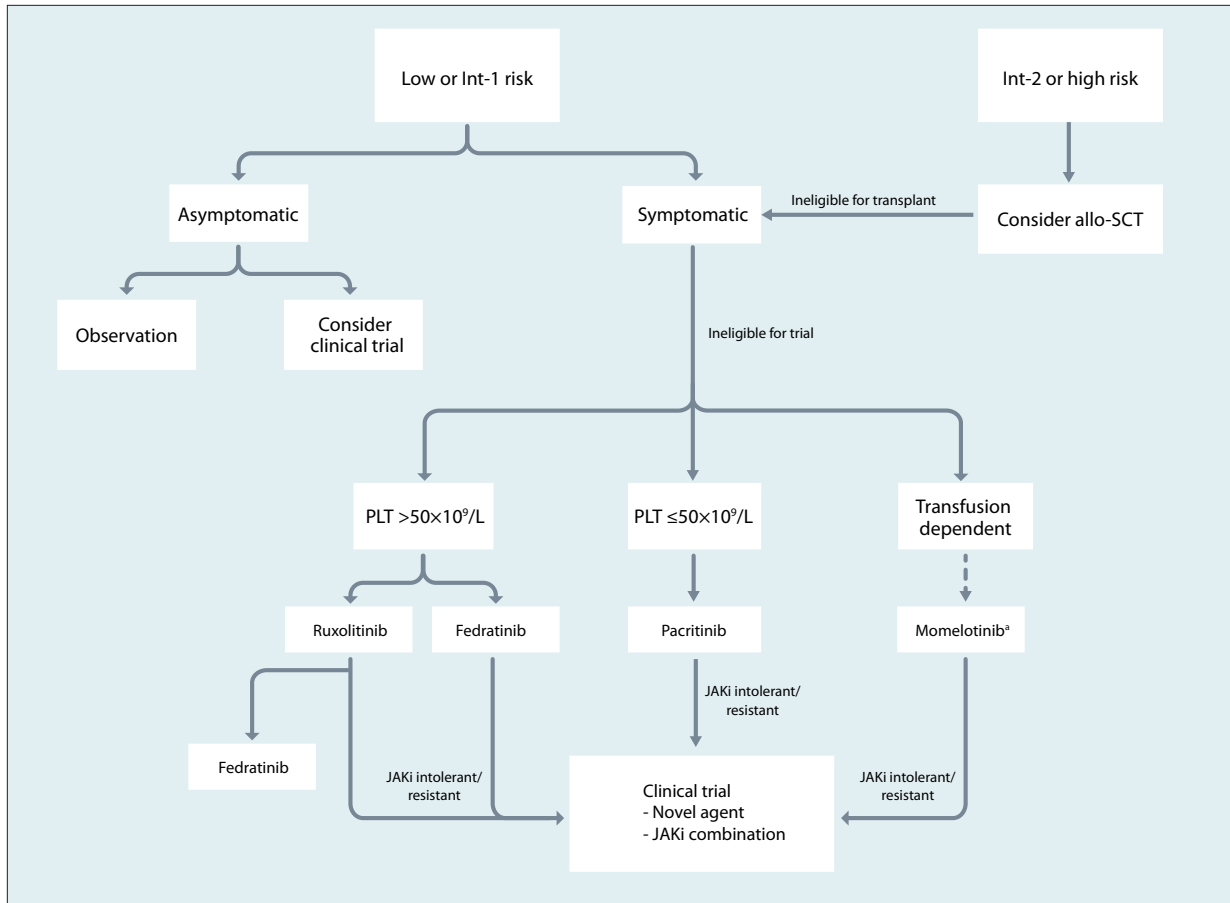 Low or Int-1 risk
Int-2 or high risk
Asymptomatic
Symptomatic
Ineligible for transplant
Consider allo-SCT
Observation
Consider
clinical trial
Ineligible for trial
PLT >50×10⁹/L
PLT ≤50×10⁹/L
Transfusion
dependent
Ruxolitinib
Fedratinib
Pacritinib
Momelotinibᵃ
JAKi intolerant/
resistant
Fedratinib
JAKi intolerant/
resistant
Clinical trial
- Novel agent
- JAKi combination
JAKi intolerant/
resistant